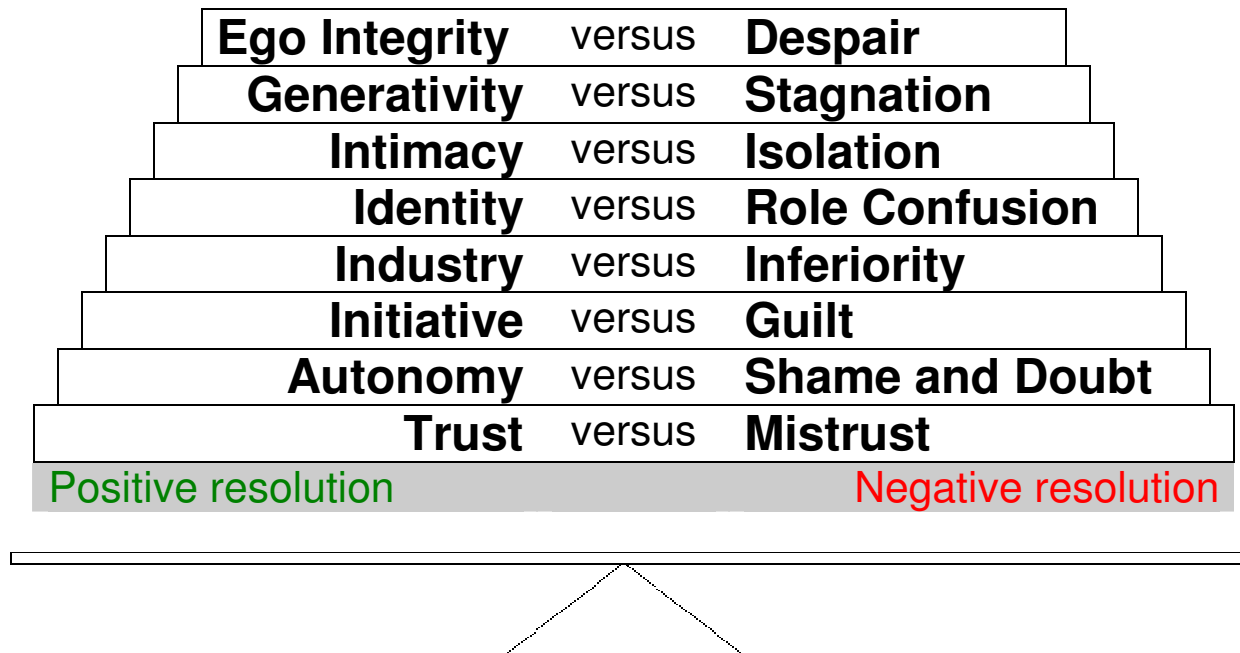 Ego Integrity versus Despair
Generativity versus Stagnation
Intimacy versus Isolation
Identity versus Role Confusion
Industry versus Inferiority
Initiative versus Guilt
Autonomy versus Shame and Doubt
Trust versus Mistrust
Positive resolution Negative resolution